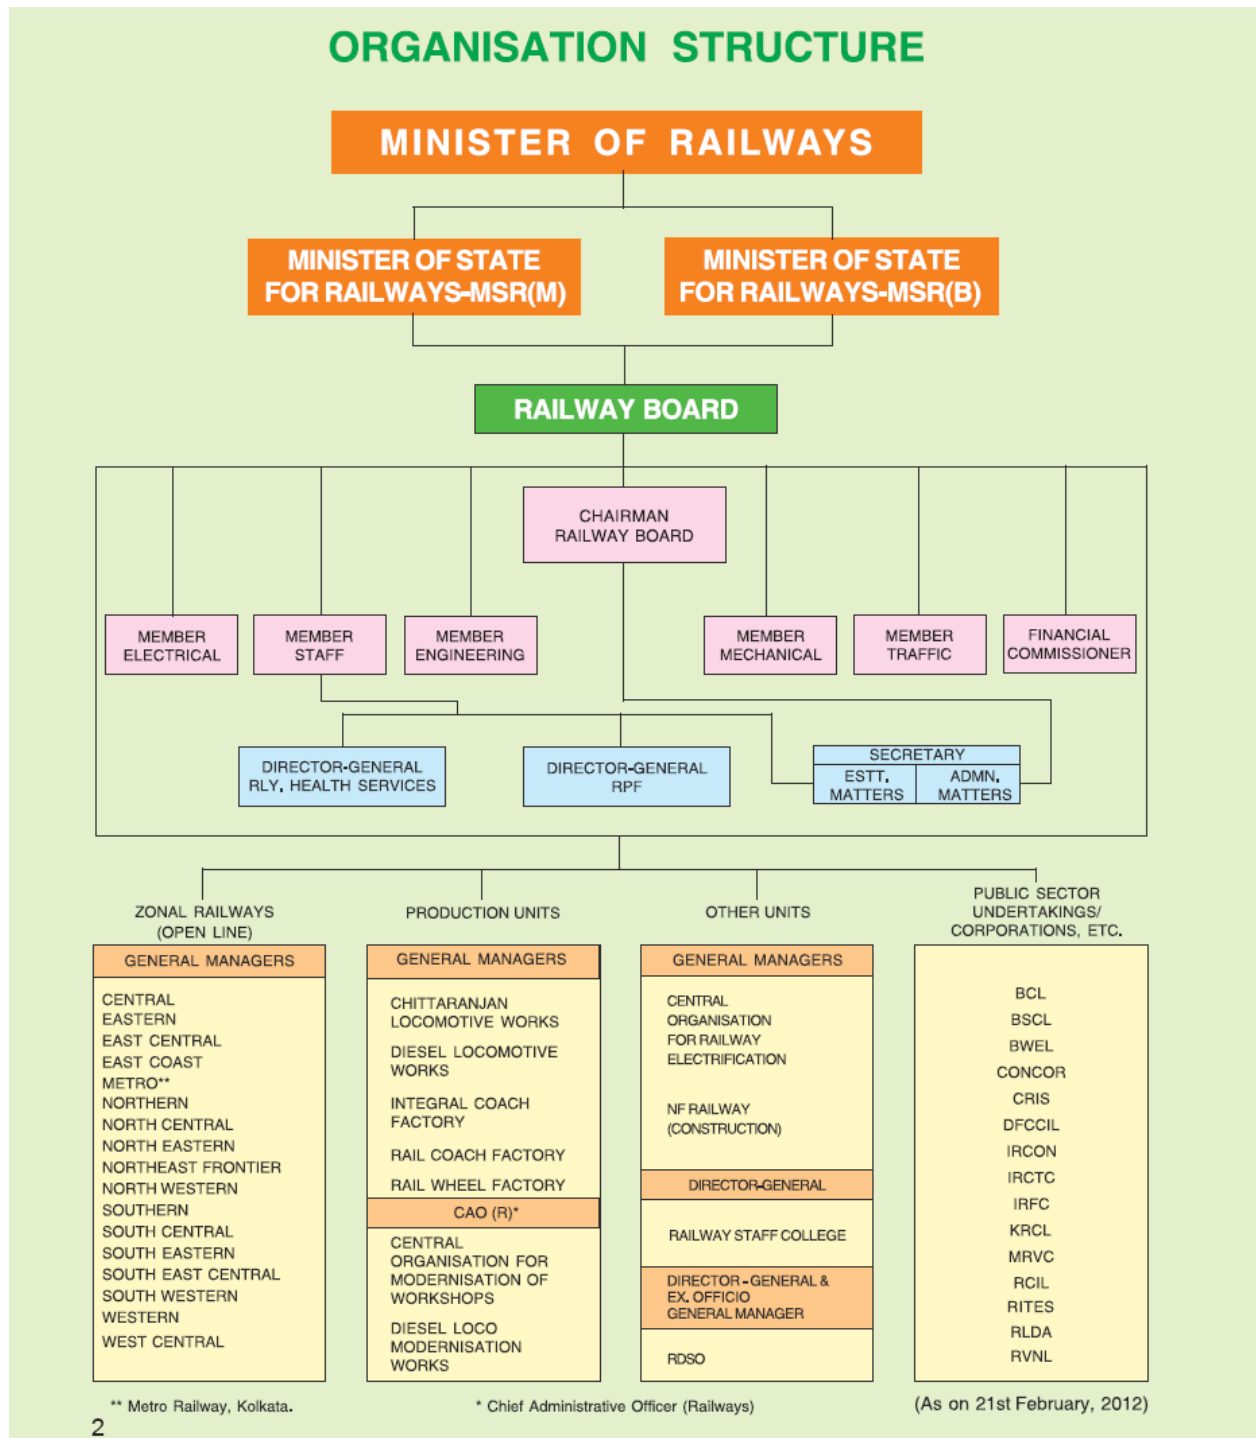 ORGANISATION STRUCTURE
MINISTER OF RAILWAYS
MINISTER OF STATE
FOR RAILWAYS-MSR(M)
MINISTER OF STATE
FOR RAILWAYS-MSR(B)
RAILWAY BOARD
CHAIRMAN
RAILWAY BOARD
MEMBER
ELECTRICAL
MEMBER
STAFF
MEMBER
ENGINEERING
MEMBER
MECHANICAL
MEMBER
TRAFFIC
FINANCIAL
COMMISSIONER
DIRECTOR-GENERAL
RLY. HEALTH SERVICES
DIRECTOR-GENERAL
RPF
SECRETARY
ESTT.
MATTERS
ADMN.
MATTERS
ZONAL RAILWAYS
(OPEN LINE)
GENERAL MANAGERS
CENTRAL
EASTERN
EAST CENTRAL
EAST COAST
METRO**
NORTHERN
NORTH CENTRAL
NORTH EASTERN
NORTHEAST FRONTIER
NORTH WESTERN
SOUTHERN
SOUTH CENTRAL
SOUTH EASTERN
SOUTH EAST CENTRAL
SOUTH WESTERN
WESTERN
WEST CENTRAL
PRODUCTION UNITS
GENERAL MANAGERS
CHITTARANJAN
LOCOMOTIVE WORKS
DIESEL LOCOMOTIVE
WORKS
INTEGRAL COACH
FACTORY
RAIL COACH FACTORY
RAIL WHEEL FACTORY
CAO (R)*
CENTRAL
ORGANISATION FOR
MODERNISATION OF
WORKSHOPS
DIESEL LOCO
MODERNISATION
WORKS
OTHER UNITS
GENERAL MANAGERS
CENTRAL
ORGANISATION
FOR RAILWAY
ELECTRIFICATION
NF RAILWAY
(CONSTRUCTION)
DIRECTOR-GENERAL
RAILWAY STAFF COLLEGE
DIRECTOR - GENERAL &
EX. OFFICIO
GENERAL MANAGER
RDSO
PUBLIC SECTOR
UNDERTAKINGS/
CORPORATIONS, ETC.
BCL
BSCL
BWEL
CONCOR
CRIS
DFCCIL
IRCON
IRCTC
IRFC
KRCL
MRVC
RCIL
RITES
RLDA
RVNL
** Metro Railway, Kolkata.
* Chief Administrative Officer (Railways)
(As on 21st February, 2012)
2